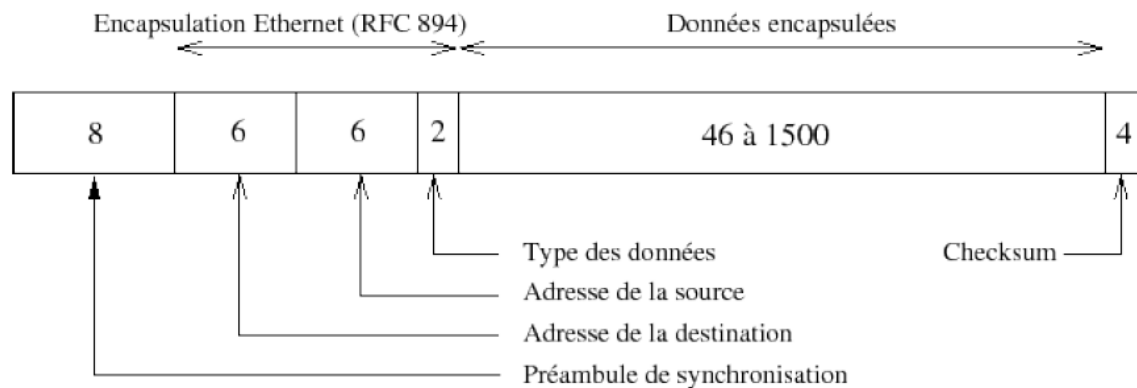 Encapsulation Ethernet (RFC 894) Données encapsulées
8 6 6 2 46 à 1500 4
Type des données Checksum
Adresse de la source
Adresse de la destination
Préambule de synchronisation